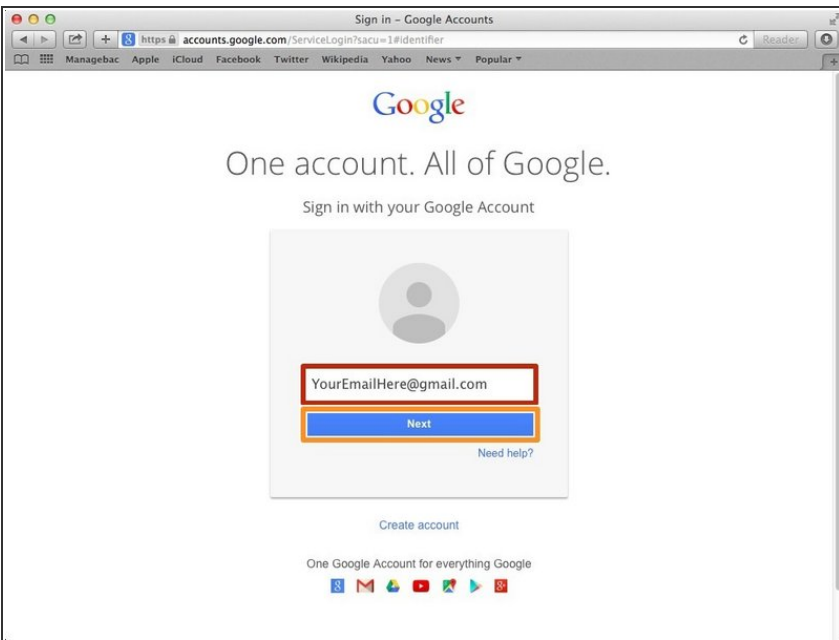 Sign in – Google Accounts
https accounts.google.com/ServiceLogin?sacu=1#identifier
Reader
Managebac Apple iCloud Facebook Twitter Wikipedia Yahoo News Popular
Google
One account. All of Google.
Sign in with your Google Account
YourEmailHere@gmail.com
Next
Need help?
Create account
One Google Account for everything Google